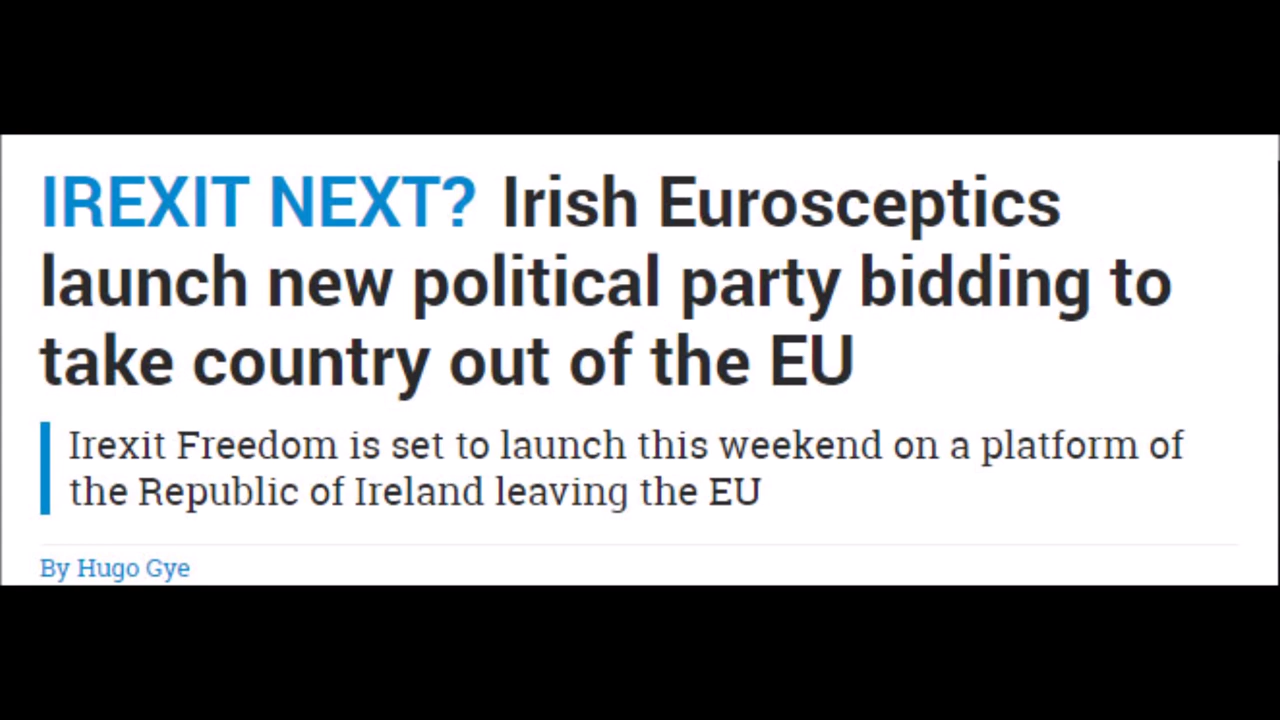 IREXIT NEXT? Irish Eurosceptics
launch new political party bidding to
take country out of the EU
Irexit Freedom is set to launch this weekend on a platform of
the Republic of Ireland leaving the EU
By Hugo Gye